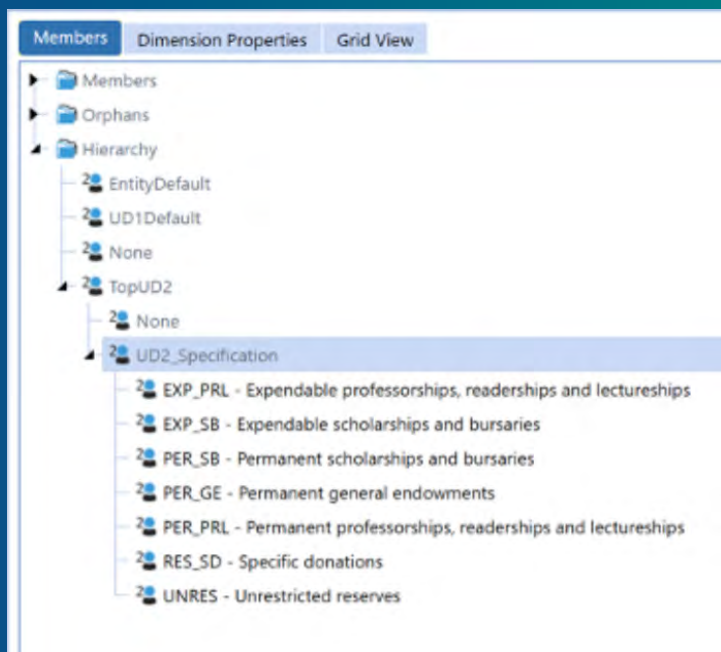 Members Dimension Properties Grid View
Members
Orphans
Hierarchy
EntityDefault
UD1Default
None
TopUD2
None
UD2_Specification
EXP_PRL - Expendable professorships, readerships and lectureships
EXP_SB - Expendable scholarships and bursaries
PER_SB - Permanent scholarships and bursaries
PER_GE - Permanent general endowments
PER_PRL - Permanent professorships, readerships and lectureships
RES_SD - Specific donations
UNRES - Unrestricted reserves